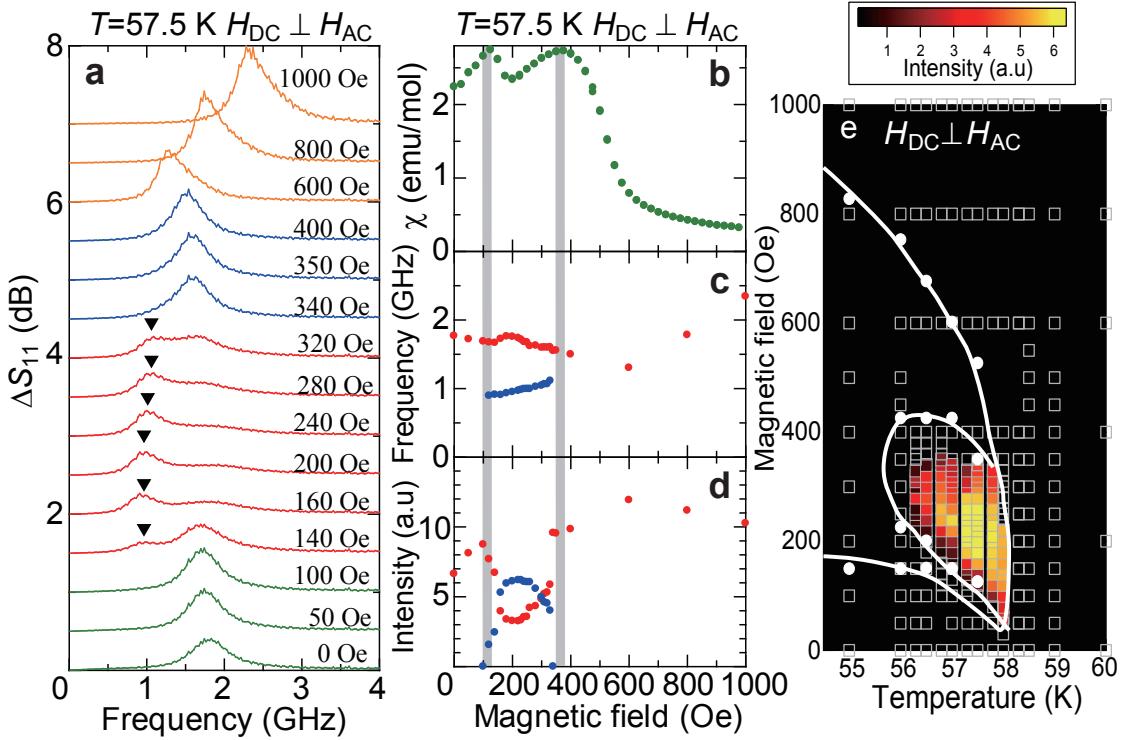 T=57.5 K H_DC ⊥ H_AC
a
8
6
4
2
ΔS₁₁ (dB)
1000 Oe
800 Oe
600 Oe
400 Oe
350 Oe
340 Oe
320 Oe
280 Oe
240 Oe
200 Oe
160 Oe
140 Oe
100 Oe
50 Oe
0 Oe
0 1 2 3 4
Frequency (GHz)
T=57.5 K H_DC ⊥ H_AC
b
2
1
0
χ (emu/mol)
c
2
1
0
Frequency (GHz)
d
10
5
Intensity (a.u)
0 200 400 600 800 1000
Magnetic field (Oe)
1 2 3 4 5 6
Intensity (a.u)
e
H_DC⊥H_AC
1000
800
600
400
200
0
Magnetic field (Oe)
55 56 57 58 59 60
Temperature (K)